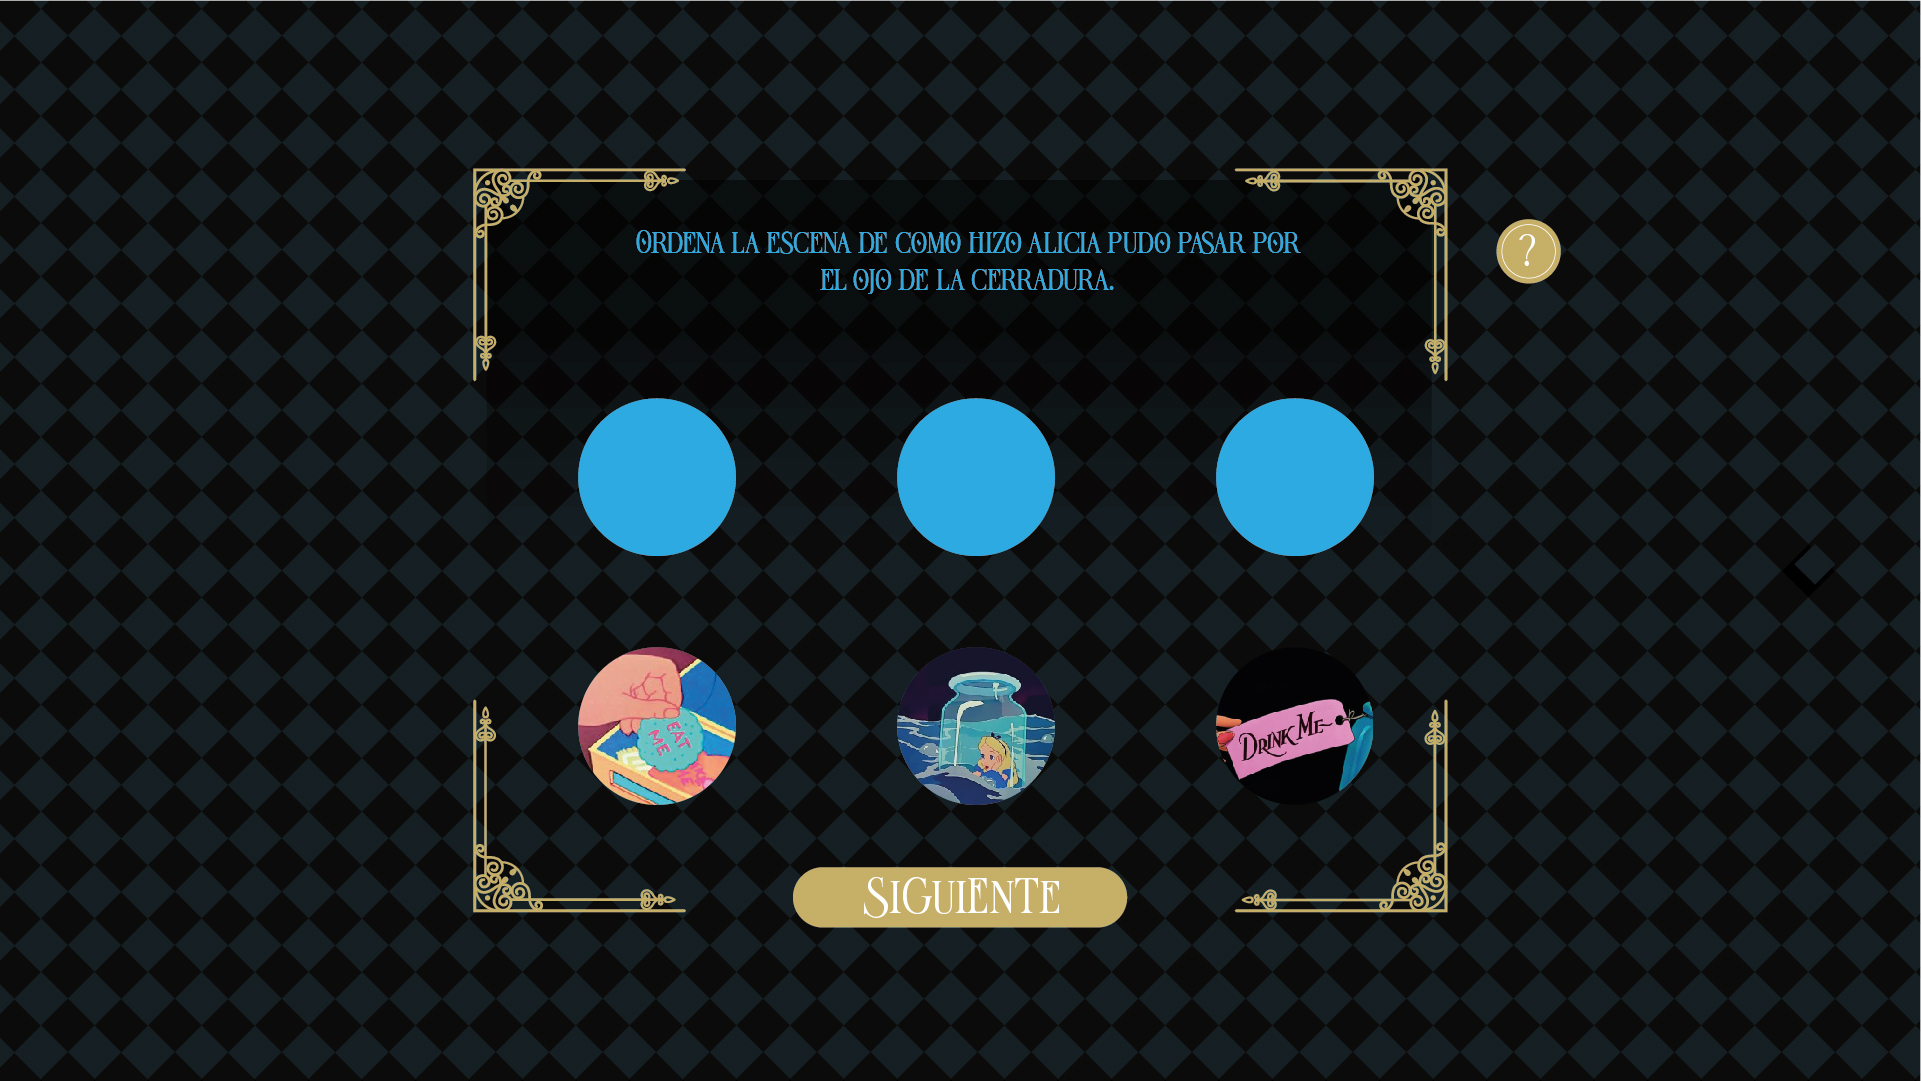 ORDENA LA ESCENA DE COMO HIZO ALICIA PUDO PASAR POR
EL OJO DE LA CERRADURA.
?
EAT
ME
DRINK ME
SIGUIENTE